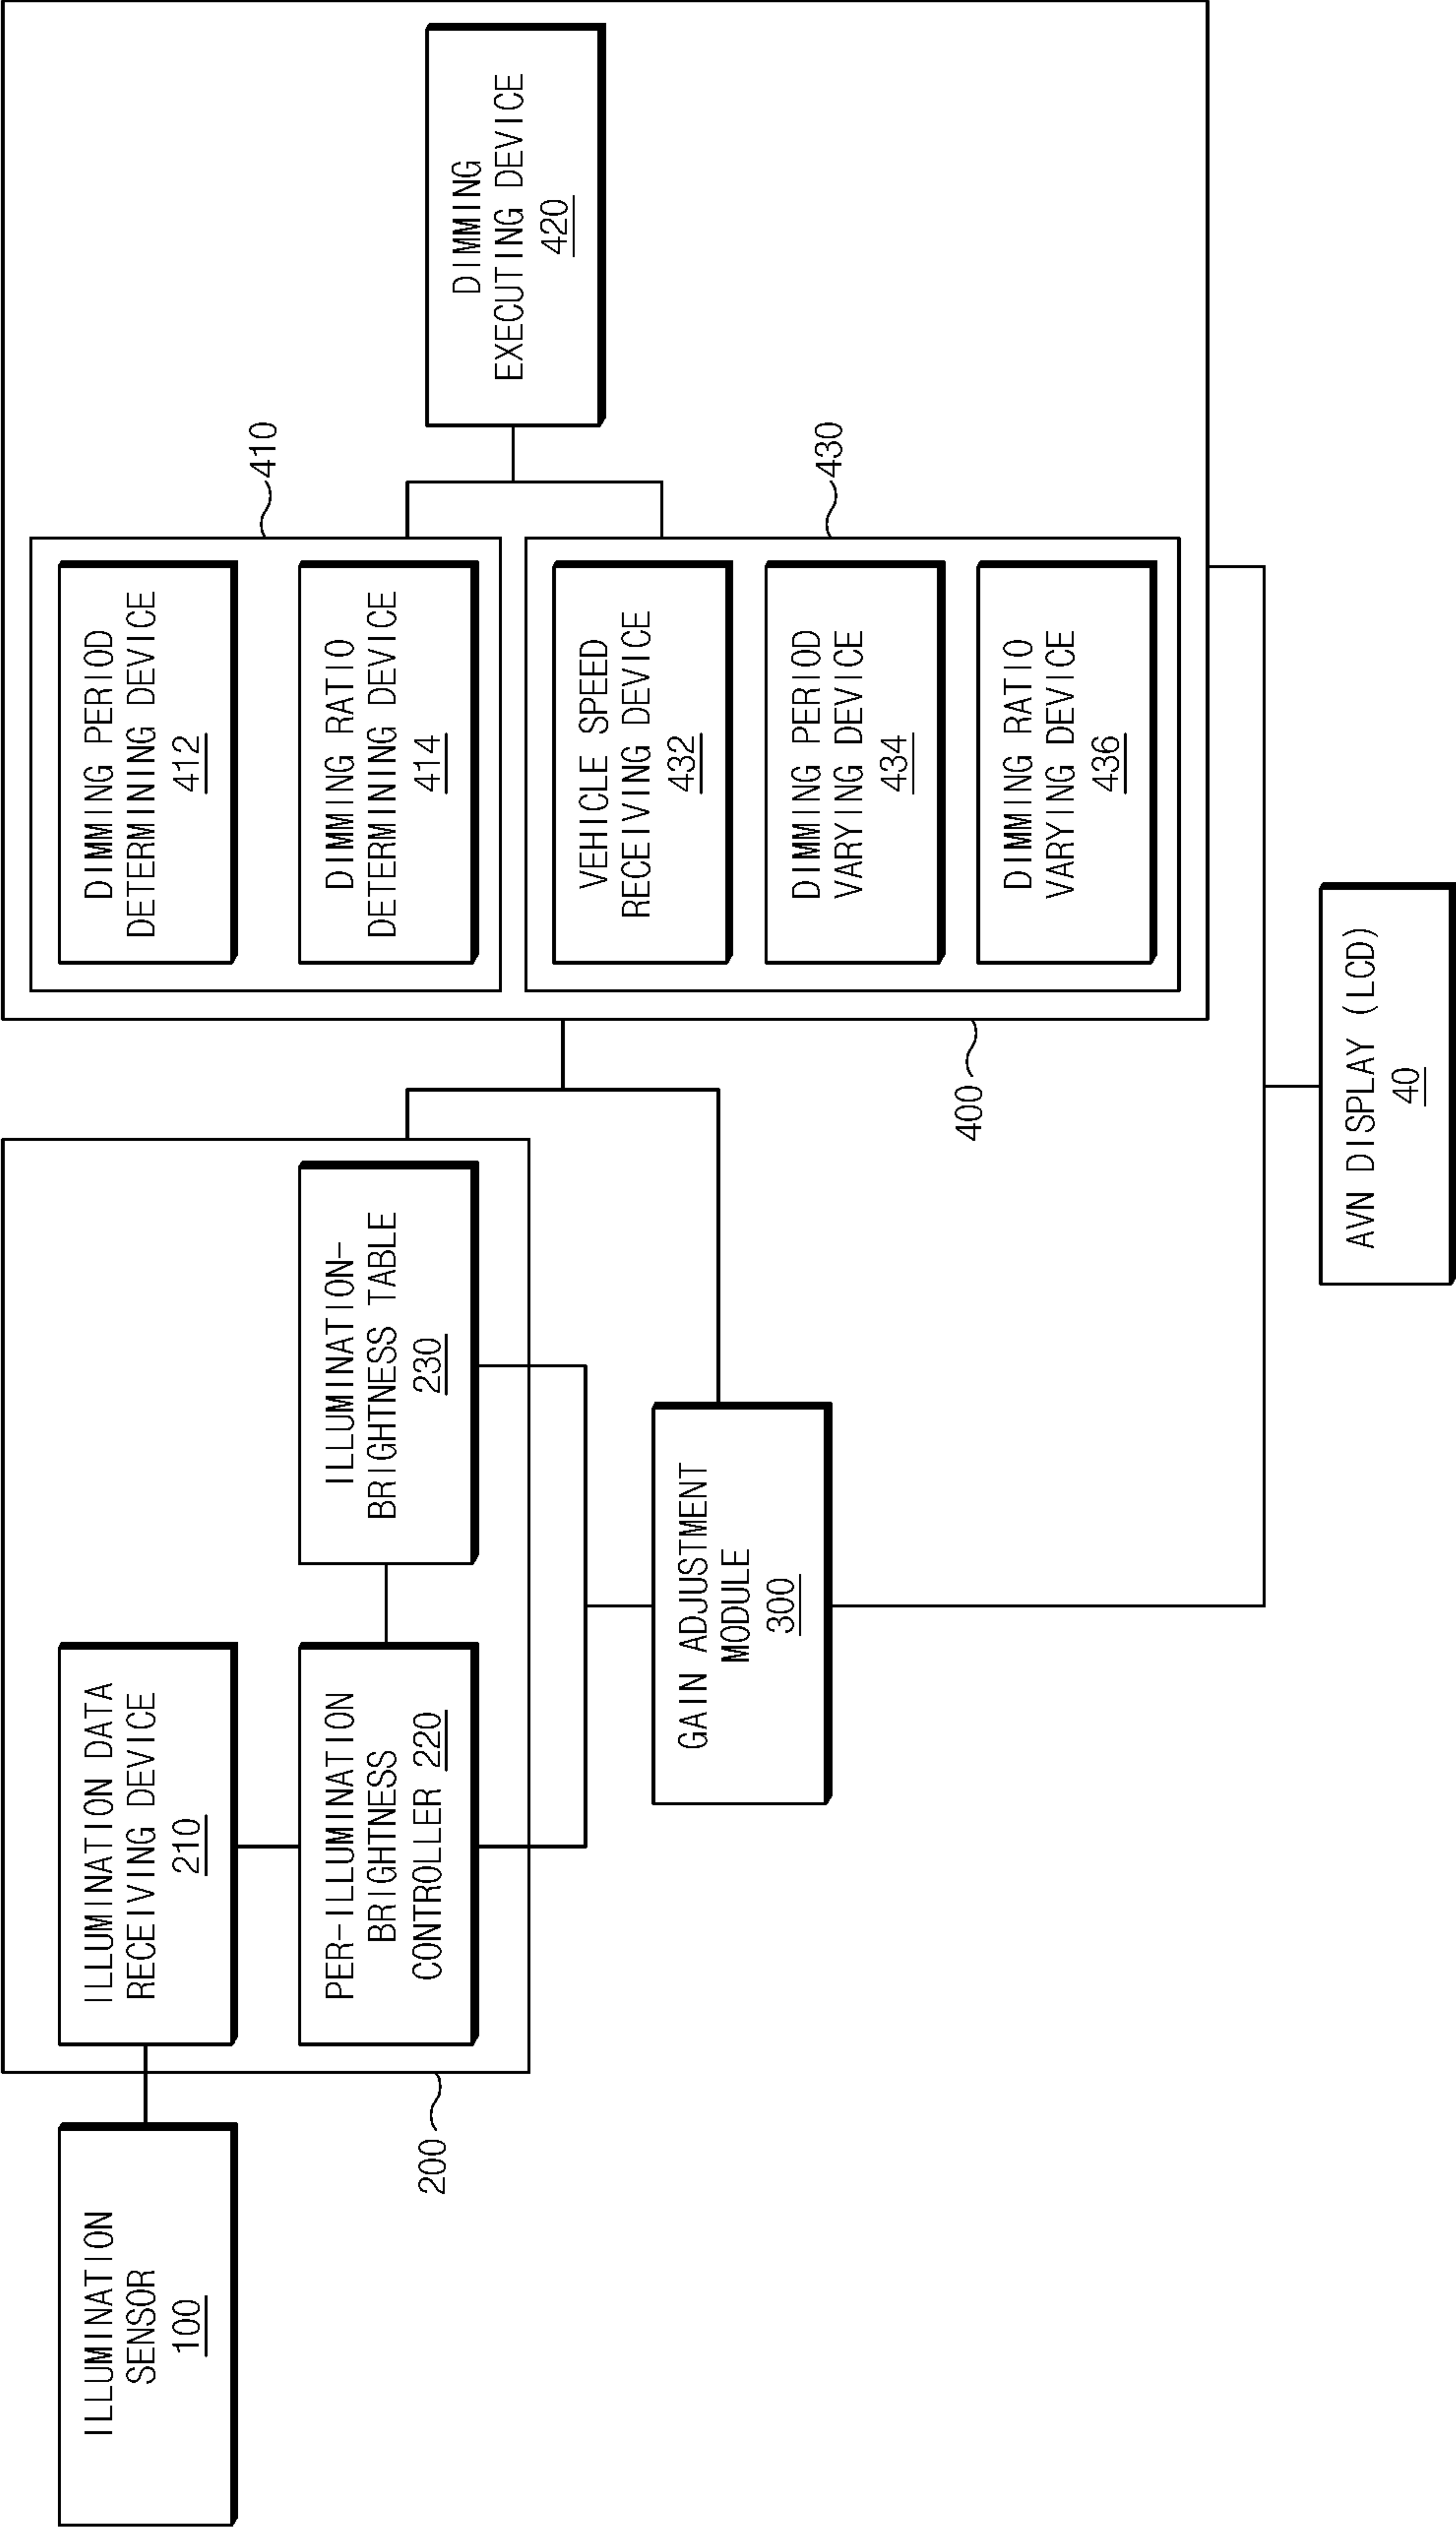 ILLUMINATION
SENSOR
100
200
ILLUMINATION DATA
RECEIVING DEVICE
210
PER-ILLUMINATION
BRIGHTNESS
CONTROLLER 220
ILLUMINATION-
BRIGHTNESS TABLE
230
GAIN ADJUSTMENT
MODULE
300
400
410
DIMMING PERIOD
DETERMINING DEVICE
412
DIMMING RATIO
DETERMINING DEVICE
414
430
VEHICLE SPEED
RECEIVING DEVICE
432
DIMMING PERIOD
VARYING DEVICE
434
DIMMING RATIO
VARYING DEVICE
436
DIMMING
EXECUTING DEVICE
420
AVN DISPLAY (LCD)
40